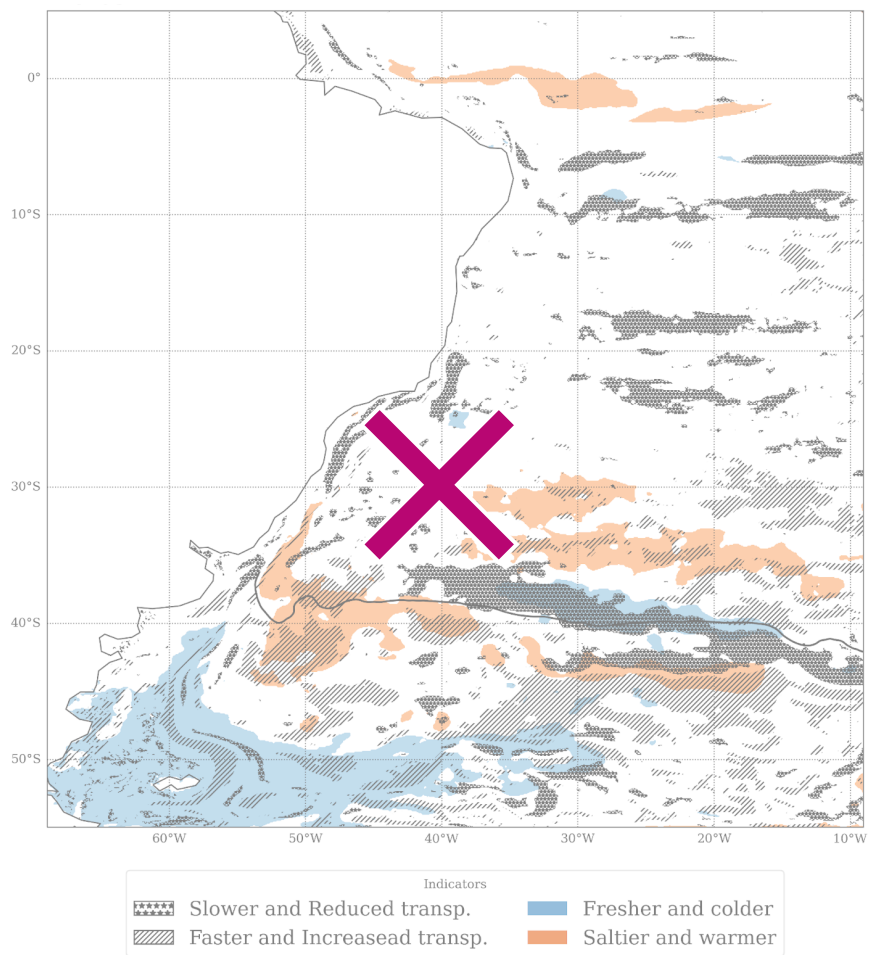 0°
10°S
20°S
30°S
40°S
50°S
60°W
50°W
40°W
30°W
20°W
10°W
Indicators
Slower and Reduced transp.
Fresher and colder
Faster and Increasead transp.
Saltier and warmer